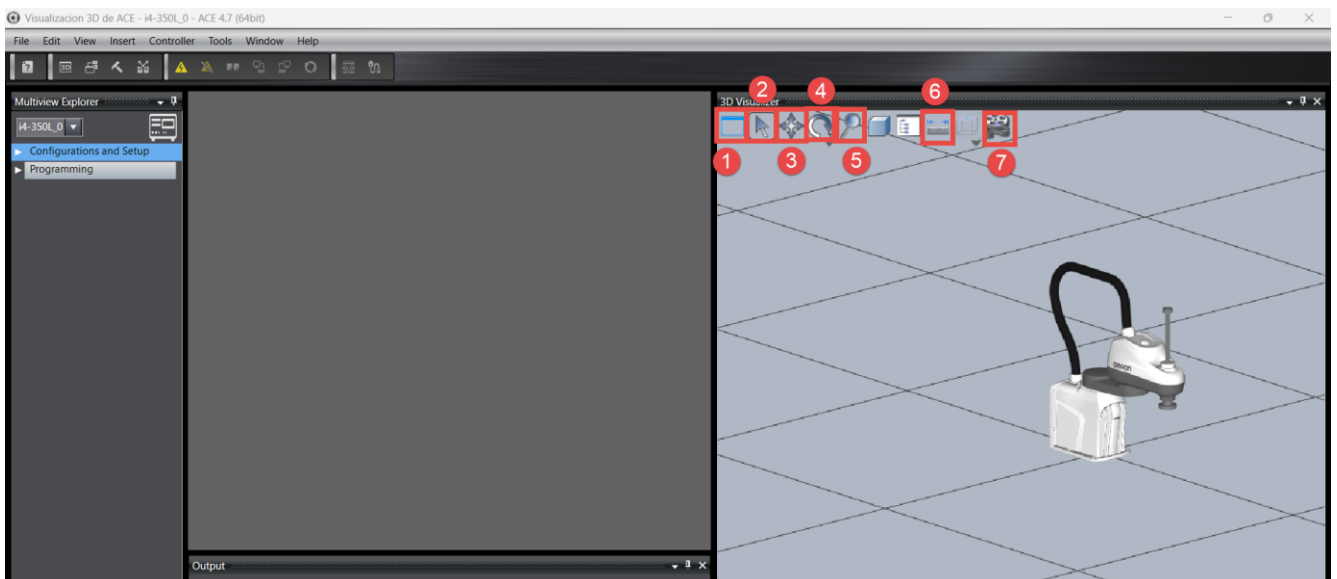 Visualizacion 3D de ACE - i4-350L_0 - ACE 4.7 (64bit)
File Edit View Insert Controller Tools Window Help
Multiview Explorer
3D Visualizer
2
4
6
i4-350L_0
1
3
5
7
Configurations and Setup
Programming
OMRON
Output